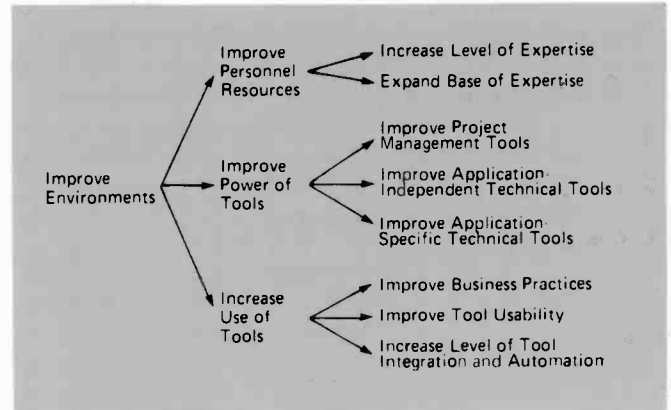 Improve
Environments
Improve
Personnel
Resources
Increase Level of Expertise
Expand Base of Expertise
Improve
Power of
Tools
Improve Project
Management Tools
Improve Application-
Independent Technical Tools
Improve Application-
Specific Technical Tools
Increase
Use of
Tools
Improve Business Practices
Improve Tool Usability
Increase Level of Tool
Integration and Automation